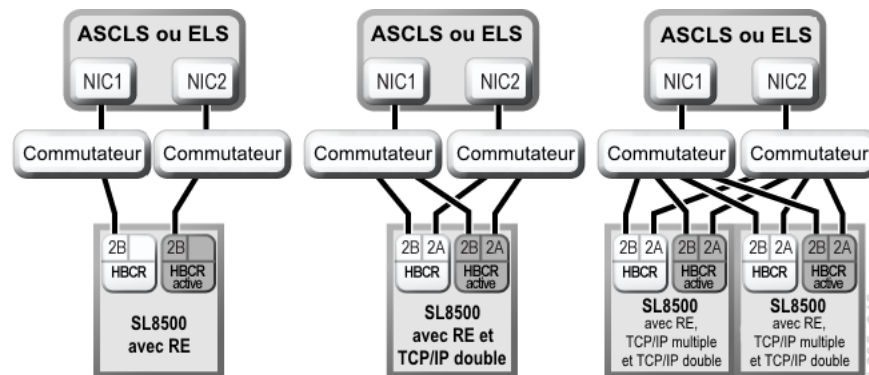 ASCLS ou ELS
NIC1 NIC2
Commutateur Commutateur
2B 2B
HBCR HBCR active
SL8500
avec RE
ASCLS ou ELS
NIC1 NIC2
Commutateur Commutateur
2B 2A 2B 2A
HBCR HBCR active
SL8500
avec RE et
TCP/IP double
ASCLS ou ELS
NIC1 NIC2
Commutateur Commutateur
2B 2A 2B 2A 2B 2A 2B 2A
HBCR HBCR active HBCR HBCR active
SL8500
avec RE,
TCP/IP multiple
et TCP/IP double
SL8500
avec RE,
TCP/IP multiple
et TCP/IP double